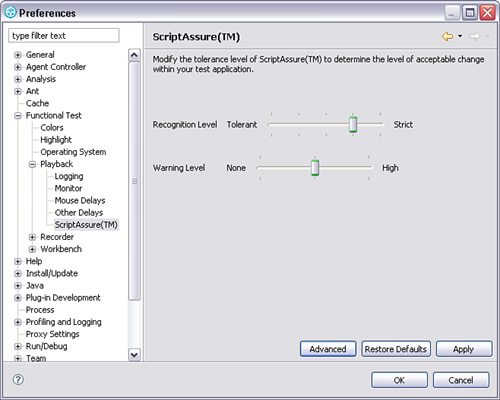 Preferences
type filter text
General
Agent Controller
Analysis
Ant
Cache
Functional Test
Colors
Highlight
Operating System
Playback
Logging
Monitor
Mouse Delays
Other Delays
ScriptAssure(TM)
Recorder
Workbench
Help
Install/Update
Java
Plug-in Development
Process
Profiling and Logging
Proxy Settings
Run/Debug
Team
ScriptAssure(TM)
Modify the tolerance level of ScriptAssure(TM) to determine the level of acceptable change
within your test application.
Recognition Level Tolerant Strict
Warning Level None High
Advanced Restore Defaults Apply
? OK Cancel